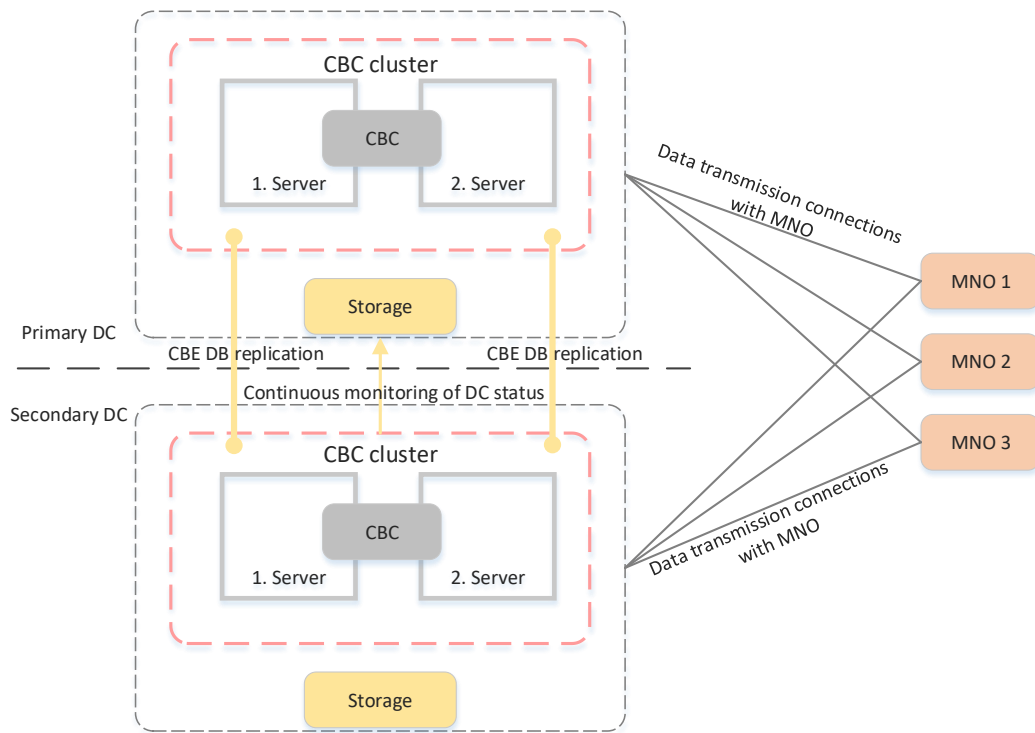 CBC cluster
CBC
1. Server
2. Server
Storage
Primary DC
CBE DB replication
CBE DB replication
Continuous monitoring of DC status
Secondary DC
CBC cluster
CBC
1. Server
2. Server
Storage
Data transmission connections
with MNO
MNO 1
MNO 2
MNO 3
Data transmission connections
with MNO